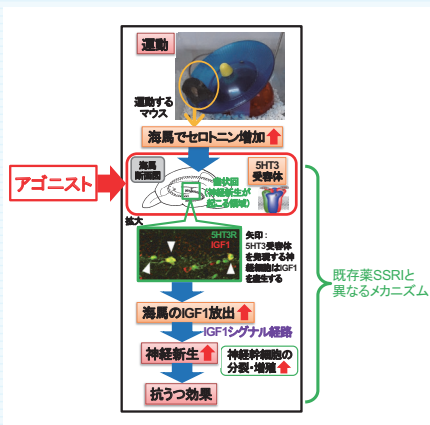 運動
運動する
マウス
海馬でセロトニン増加
アゴニスト
海馬
断面図
5HT3
受容体
歯状回
(神経新生が
起こる領域)
拡大
5HT3R
IGF1
矢印:
5HT3受容体
を発現する神
経細胞はIGF1
を産生する
既存薬SSRIと
異なるメカニズム
海馬のIGF1放出
IGF1シグナル経路
神経新生
神経幹細胞の
分裂・増殖
抗うつ効果